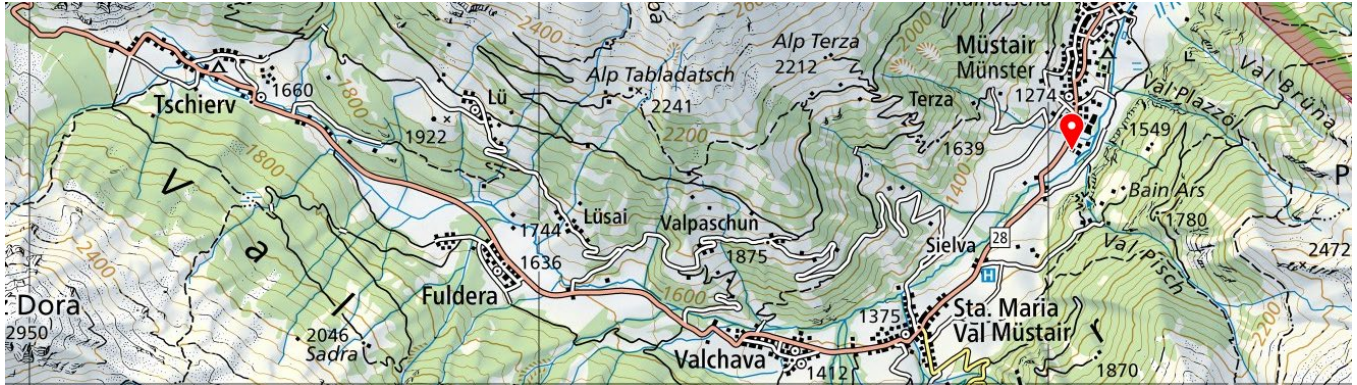 2400
ba
Alp Terza
2212
2000
Müstair
Münster
Tschierv
1660
1800
Lü
Alp Tabladatsch
2241
2200
Terza
1274
Val Plazzöl
Val Brüna
1922
1639
1549
1400
1800
V
a
l
Bain Ars
1780
P
2400
1744
Lüsai
Valpaschun
1875
Sielva
28
2472
Val Pisch
1636
1600
H
Fuldera
Dora
2950
2046
Sadra
1375
Sta. Maria
Val Müstair
r
2200
Valchava
1412
1870